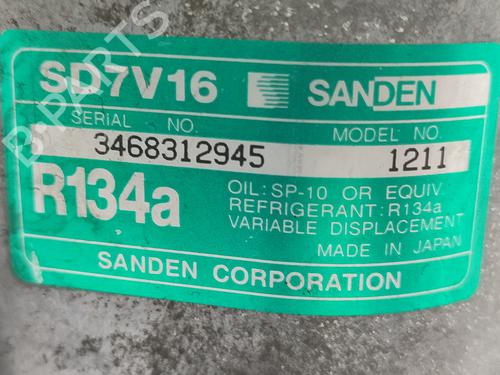 SD7V16 SANDEN
SERIAL NO. MODEL NO.
3468312945 1211
R134a
OIL: SP-10 OR EQUIV.
REFRIGERANT: R134a
VARIABLE DISPLACEMENT
MADE IN JAPAN
SANDEN CORPORATION
B-PARTS